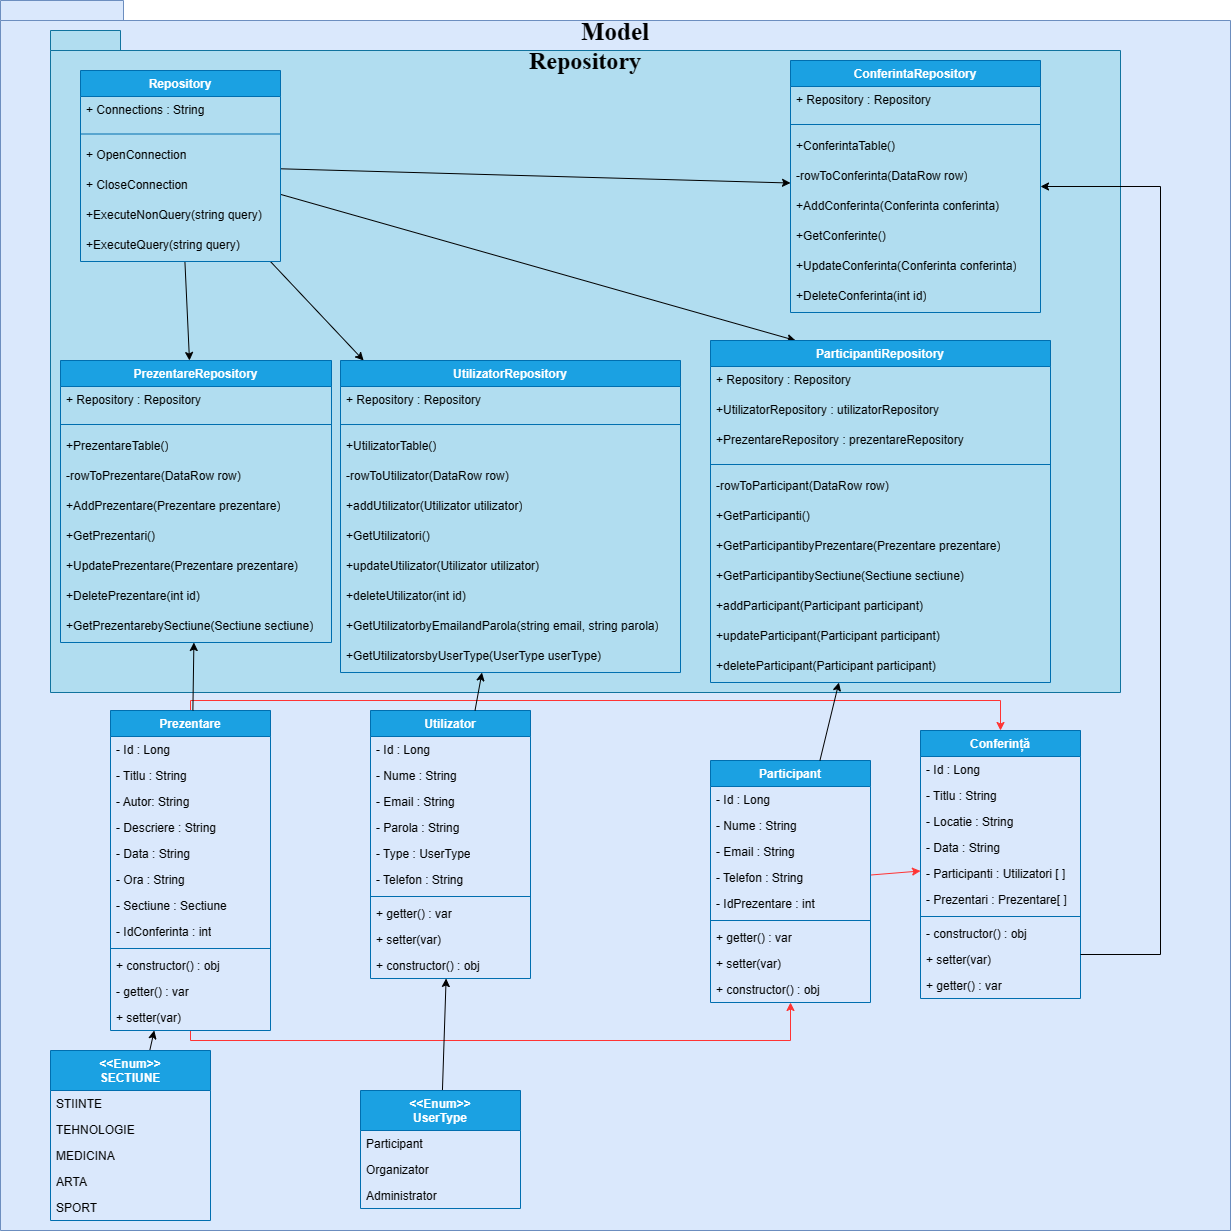 Model
Repository
Repository
+ Connections : String
+ OpenConnection
+ CloseConnection
+ExecuteNonQuery(string query)
+ExecuteQuery(string query)
ConferintaRepository
+ Repository : Repository
+ConferintaTable()
-rowToConferinta(DataRow row)
+AddConferinta(Conferinta conferinta)
+GetConferinte()
+UpdateConferinta(Conferinta conferinta)
+DeleteConferinta(int id)
PrezentareRepository
+ Repository : Repository
+PrezentareTable()
-rowToPrezentare(DataRow row)
+AddPrezentare(Prezentare prezentare)
+GetPrezentari()
+UpdatePrezentare(Prezentare prezentare)
+DeletePrezentare(int id)
+GetPrezentarebySectiune(Sectiune sectiune)
UtilizatorRepository
+ Repository : Repository
+UtilizatorTable()
-rowToUtilizator(DataRow row)
+addUtilizator(Utilizator utilizator)
+GetUtilizatori()
+updateUtilizator(Utilizator utilizator)
+deleteUtilizator(int id)
+GetUtilizatorbyEmailandParola(string email, string parola)
+GetUtilizatorsbyUserType(UserType userType)
ParticipantiRepository
+ Repository : Repository
+UtilizatorRepository : utilizatorRepository
+PrezentareRepository : prezentareRepository
-rowToParticipant(DataRow row)
+GetParticipanti()
+GetParticipantibyPrezentare(Prezentare prezentare)
+GetParticipantibySectiune(Sectiune sectiune)
+addParticipant(Participant participant)
+updateParticipant(Participant participant)
+deleteParticipant(Participant participant)
Prezentare
- Id : Long
- Titlu : String
- Autor: String
- Descriere : String
- Data : String
- Ora : String
- Sectiune : Sectiune
- IdConferinta : int
+ constructor() : obj
- getter() : var
+ setter(var)
Utilizator
- Id : Long
- Nume : String
- Email : String
- Parola : String
- Type : UserType
- Telefon : String
+ getter() : var
+ setter(var)
+ constructor() : obj
Participant
- Id : Long
- Nume : String
- Email : String
- Telefon : String
- IdPrezentare : int
+ getter() : var
+ setter(var)
+ constructor() : obj
Conferință
- Id : Long
- Titlu : String
- Locatie : String
- Data : String
- Participanti : Utilizatori [ ]
- Prezentari : Prezentare[ ]
- constructor() : obj
+ setter(var)
+ getter() : var
<<Enum>>
SECTIUNE
STIINTE
TEHNOLOGIE
MEDICINA
ARTA
SPORT
<<Enum>>
UserType
Participant
Organizator
Administrator